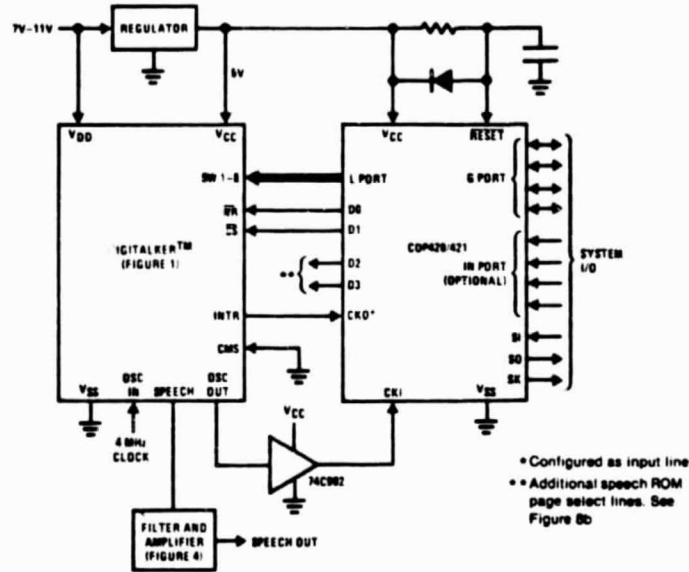 7V–11V
REGULATOR
5V
VDD
VCC
VCC
RESET
SW 1–8
L PORT
G PORT
WR
D0
CS
D1
DIGITALKER™
(FIGURE 1)
COP420/421
D2
**
D3
IN PORT
(OPTIONAL)
SYSTEM
I/O
INTR
CKO*
CMS
SI
SO
SK
VSS
OSC
IN
SPEECH
OSC
OUT
CKI
VSS
4 MHz
CLOCK
VCC
74C902
FILTER AND
AMPLIFIER
(FIGURE 4)
SPEECH OUT
* Configured as input line
** Additional speech ROM
page select lines. See
Figure 8b